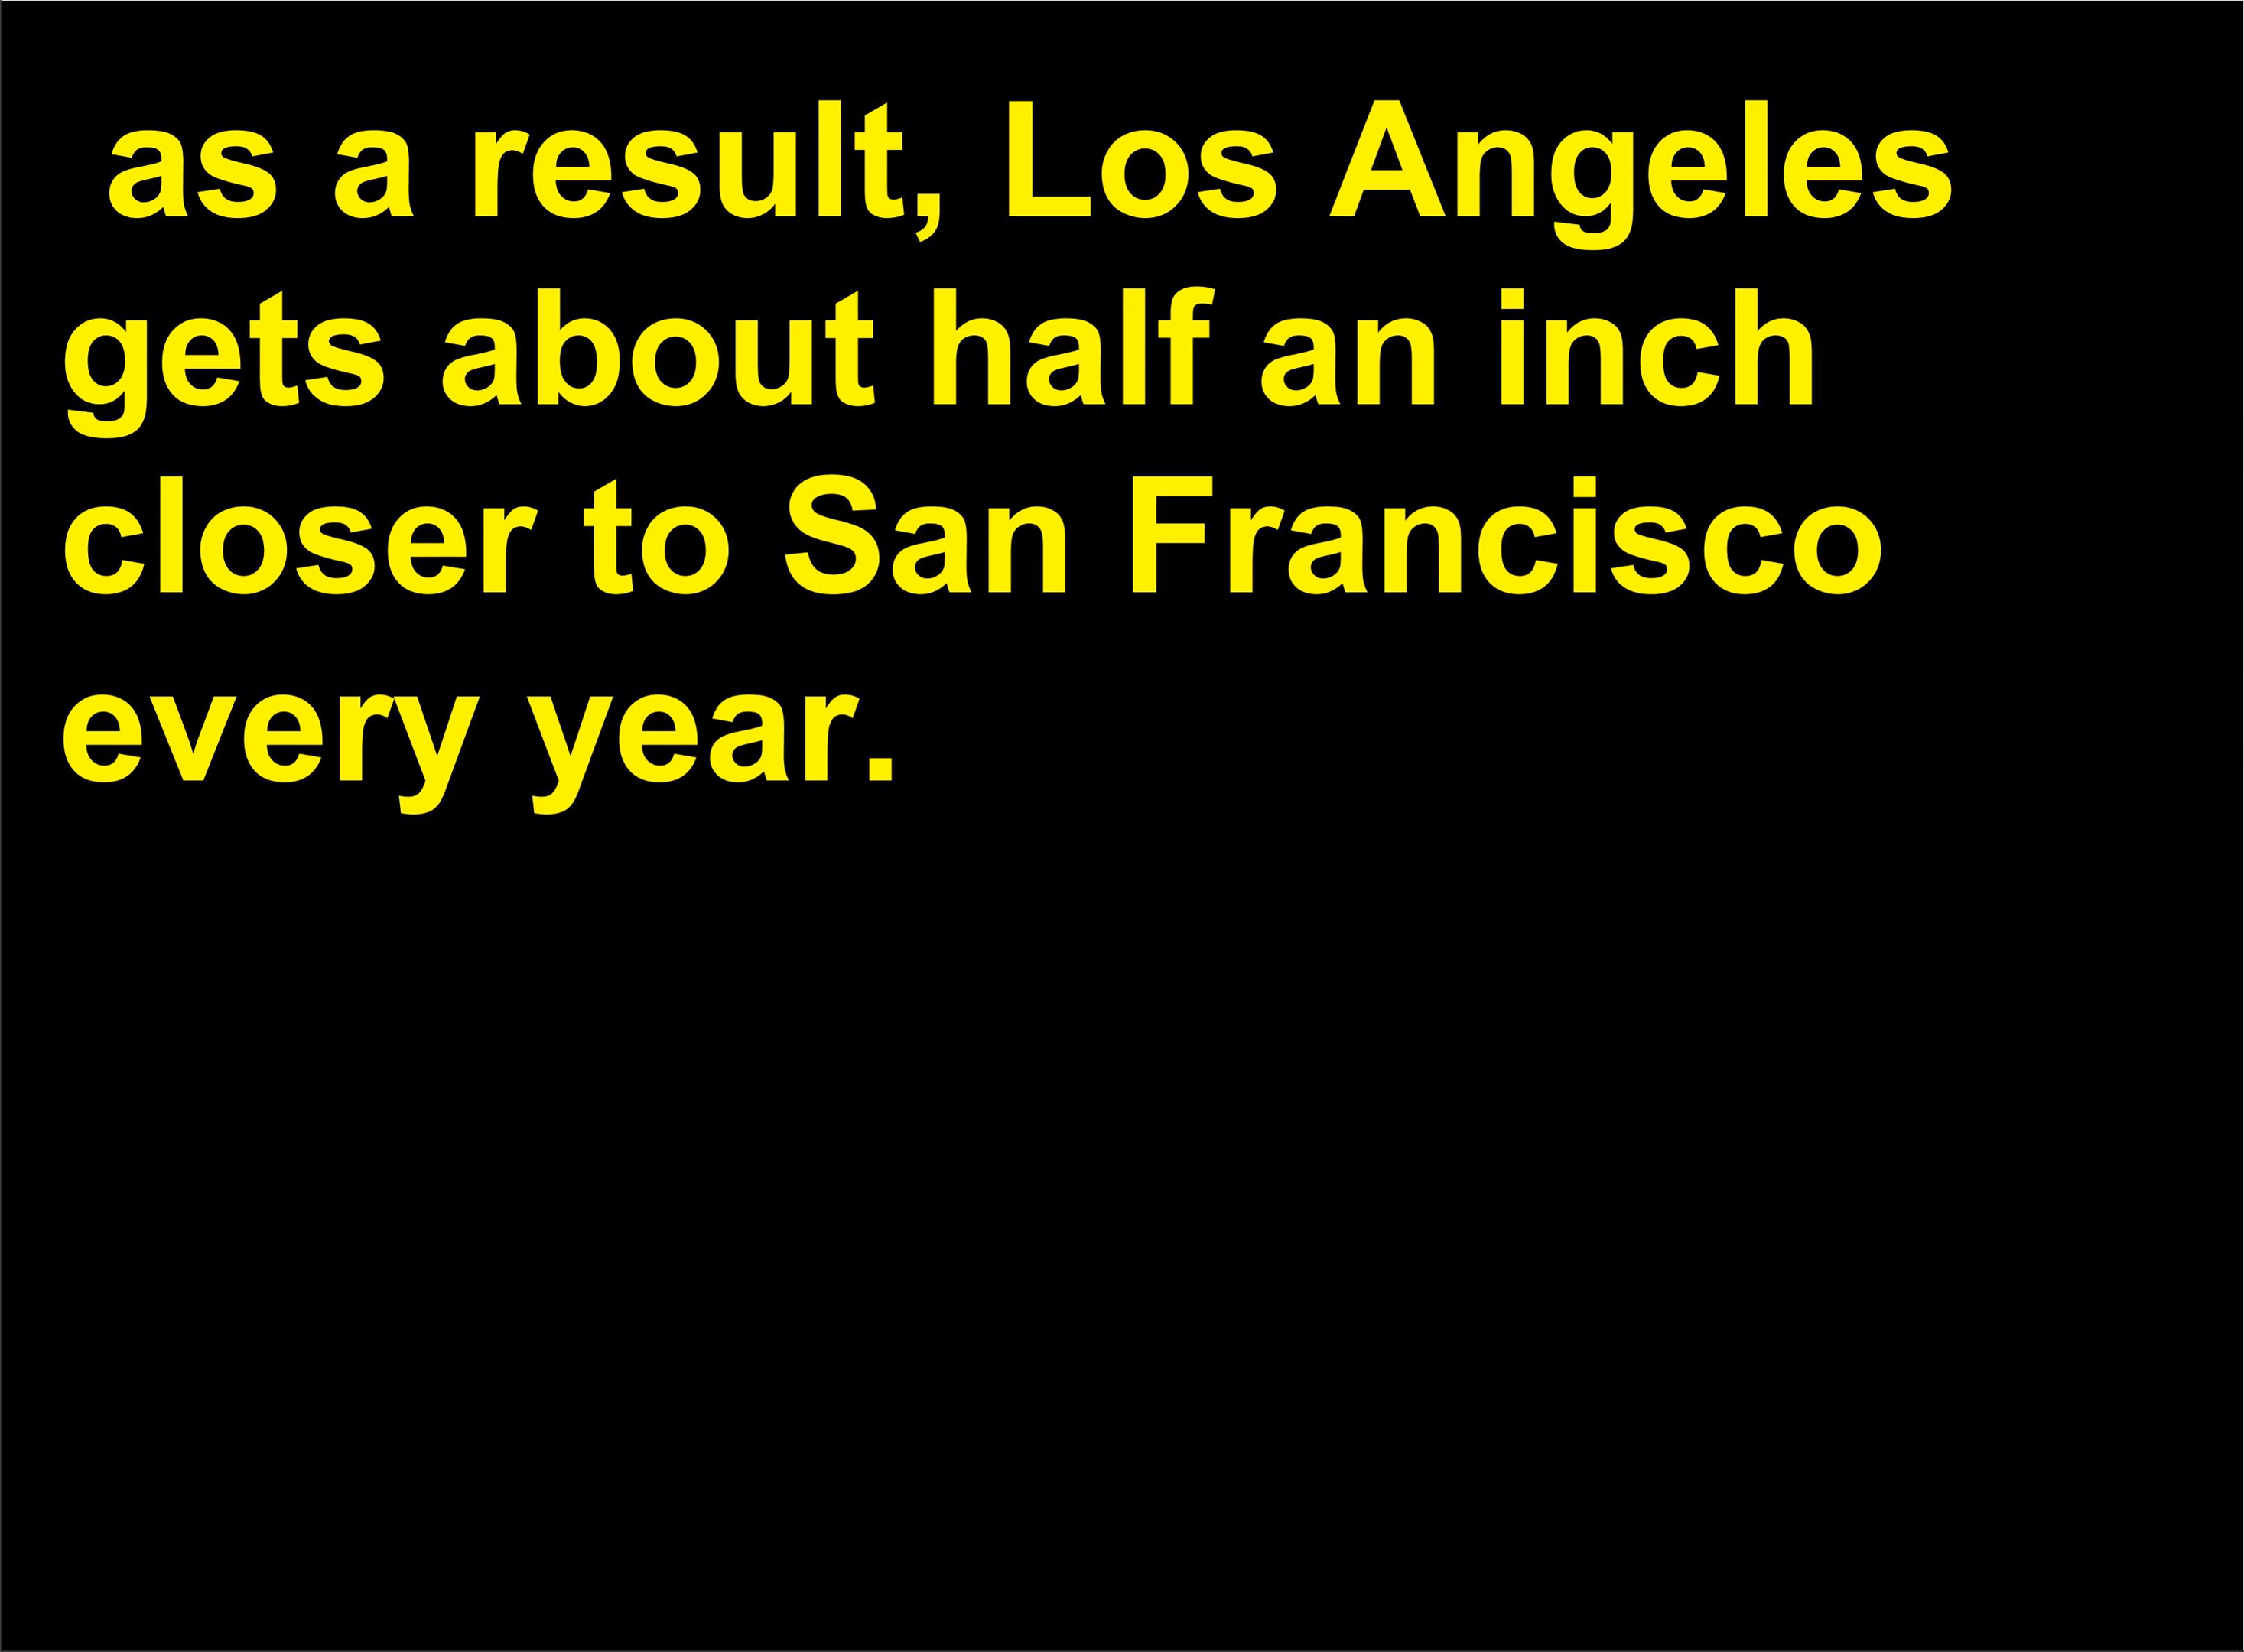 as a result, Los Angeles
gets about half an inch
closer to San Francisco
every year.